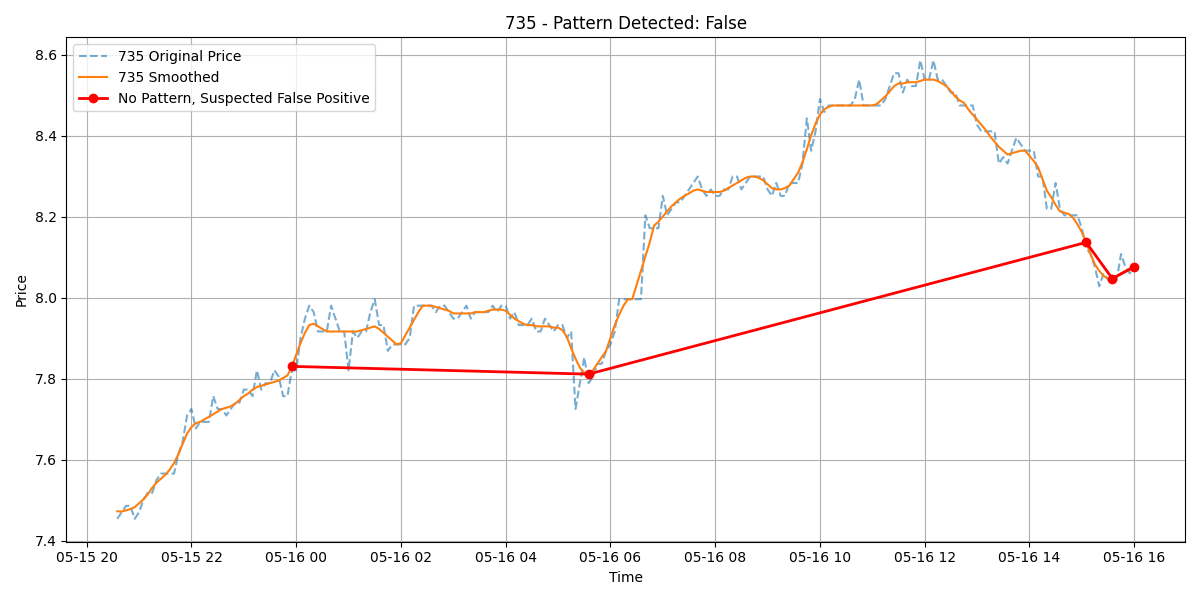 735 - Pattern Detected: False
735 Original Price
735 Smoothed
No Pattern, Suspected False Positive
Price
8.6
8.4
8.2
8.0
7.8
7.6
7.4
05-15 20 05-15 22 05-16 00 05-16 02 05-16 04 05-16 06 05-16 08 05-16 10 05-16 12 05-16 14 05-16 16
Time